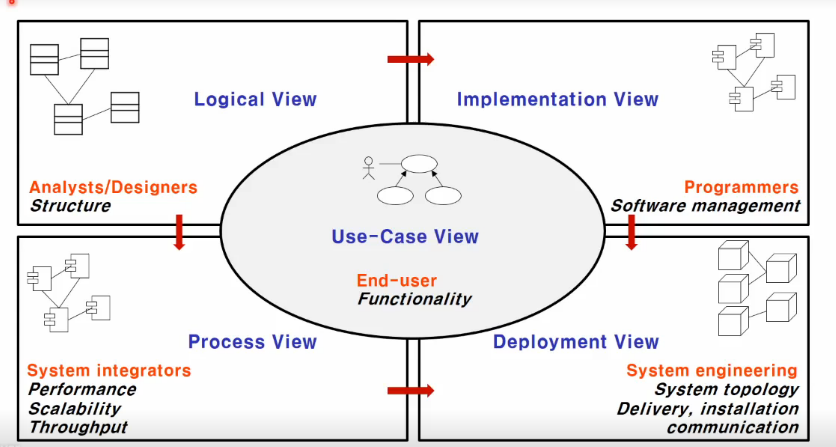 Logical View
Analysts/Designers
Structure
Implementation View
Programmers
Software management
Use-Case View
End-user
Functionality
Process View
System integrators
Performance
Scalability
Throughput
Deployment View
System engineering
System topology
Delivery, installation
communication